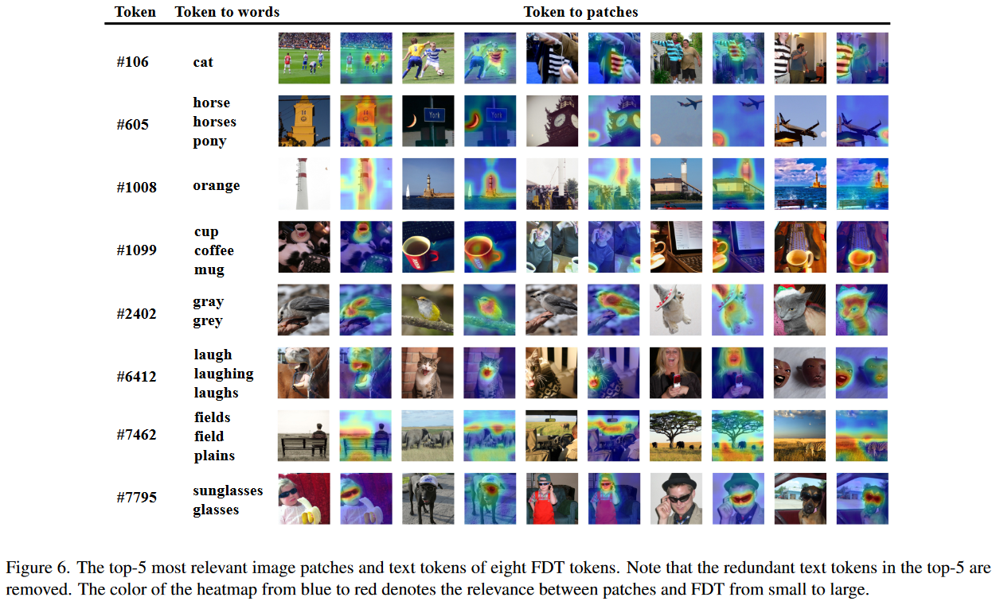 Token Token to words Token to patches
#106 cat
#605 horse
horses
pony
York
#1008 orange
#1099 cup
coffee
mug
#2402 gray
grey
#6412 laugh
laughing
laughs
#7462 fields
field
plains
#7795 sunglasses
glasses
Figure 6. The top-5 most relevant image patches and text tokens of eight FDT tokens. Note that the redundant text tokens in the top-5 are
removed. The color of the heatmap from blue to red denotes the relevance between patches and FDT from small to large.